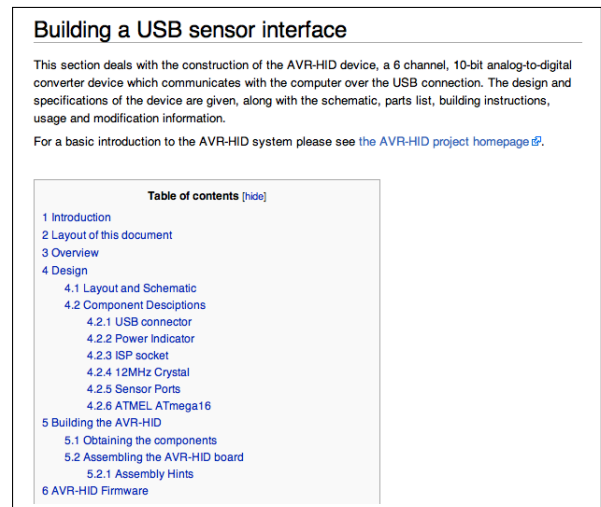 Building a USB sensor interface
This section deals with the construction of the AVR-HID device, a 6 channel, 10-bit analog-to-digital
converter device which communicates with the computer over the USB connection. The design and
specifications of the device are given, along with the schematic, parts list, building instructions,
usage and modification information.
For a basic introduction to the AVR-HID system please see the AVR-HID project homepage.
Table of contents [hide]
1 Introduction
2 Layout of this document
3 Overview
4 Design
4.1 Layout and Schematic
4.2 Component Desciptions
4.2.1 USB connector
4.2.2 Power Indicator
4.2.3 ISP socket
4.2.4 12MHz Crystal
4.2.5 Sensor Ports
4.2.6 ATMEL ATmega16
5 Building the AVR-HID
5.1 Obtaining the components
5.2 Assembling the AVR-HID board
5.2.1 Assembly Hints
6 AVR-HID Firmware